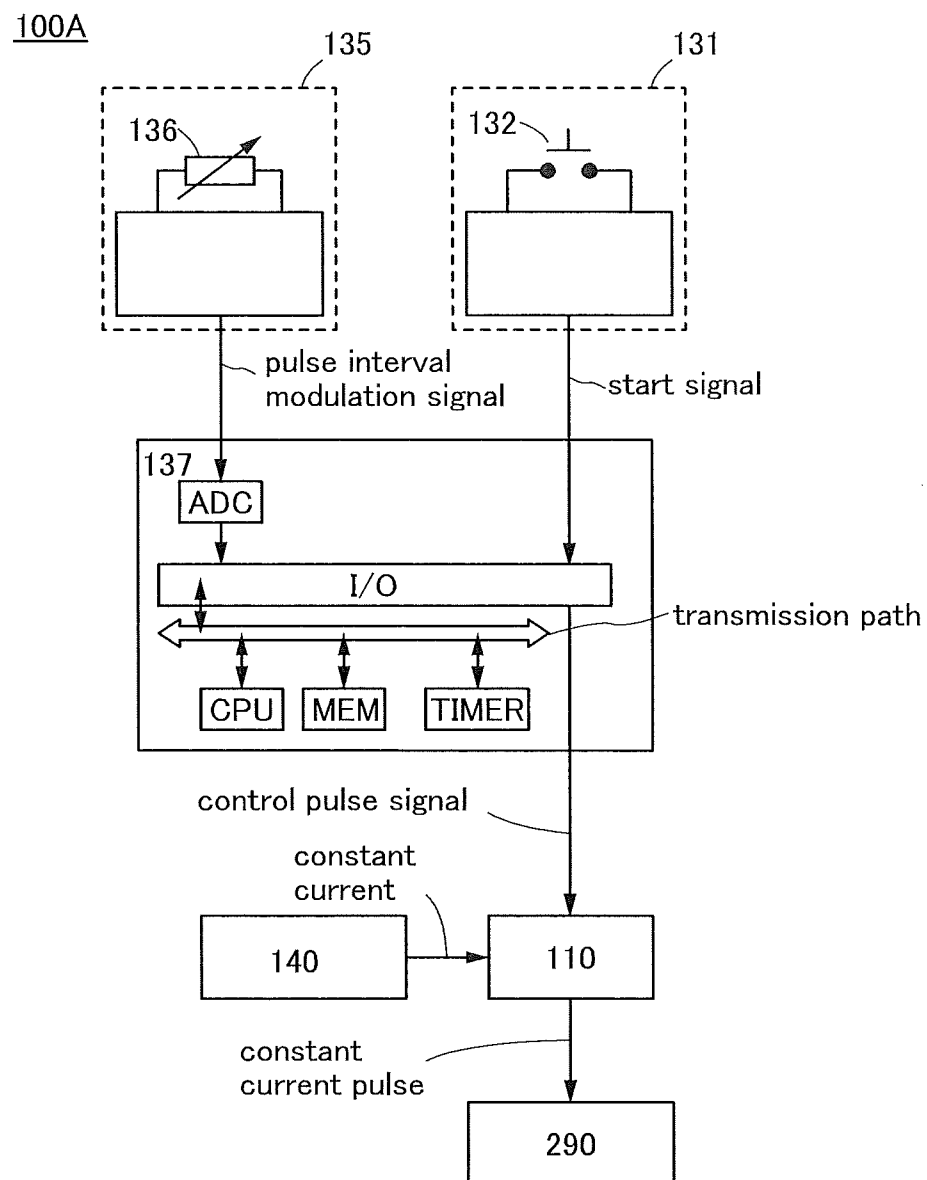 100A
135
131
136
132
pulse interval
modulation signal
start signal
137
ADC
I/O
transmission path
CPU
MEM
TIMER
control pulse signal
constant
current
140
110
constant
current pulse
290